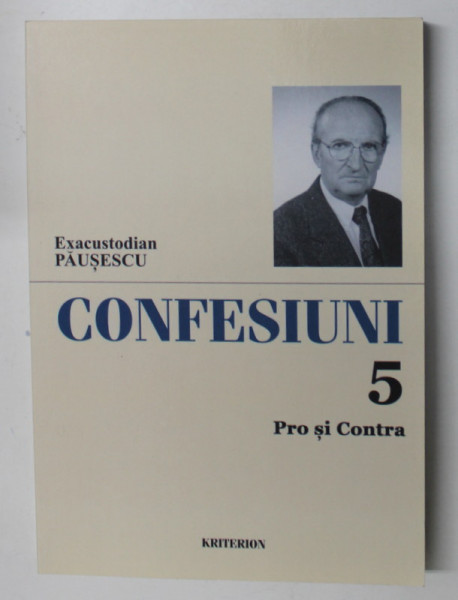 Exacustodian
PĂUȘESCU
CONFESIUNI
5
Pro și Contra
KRITERION